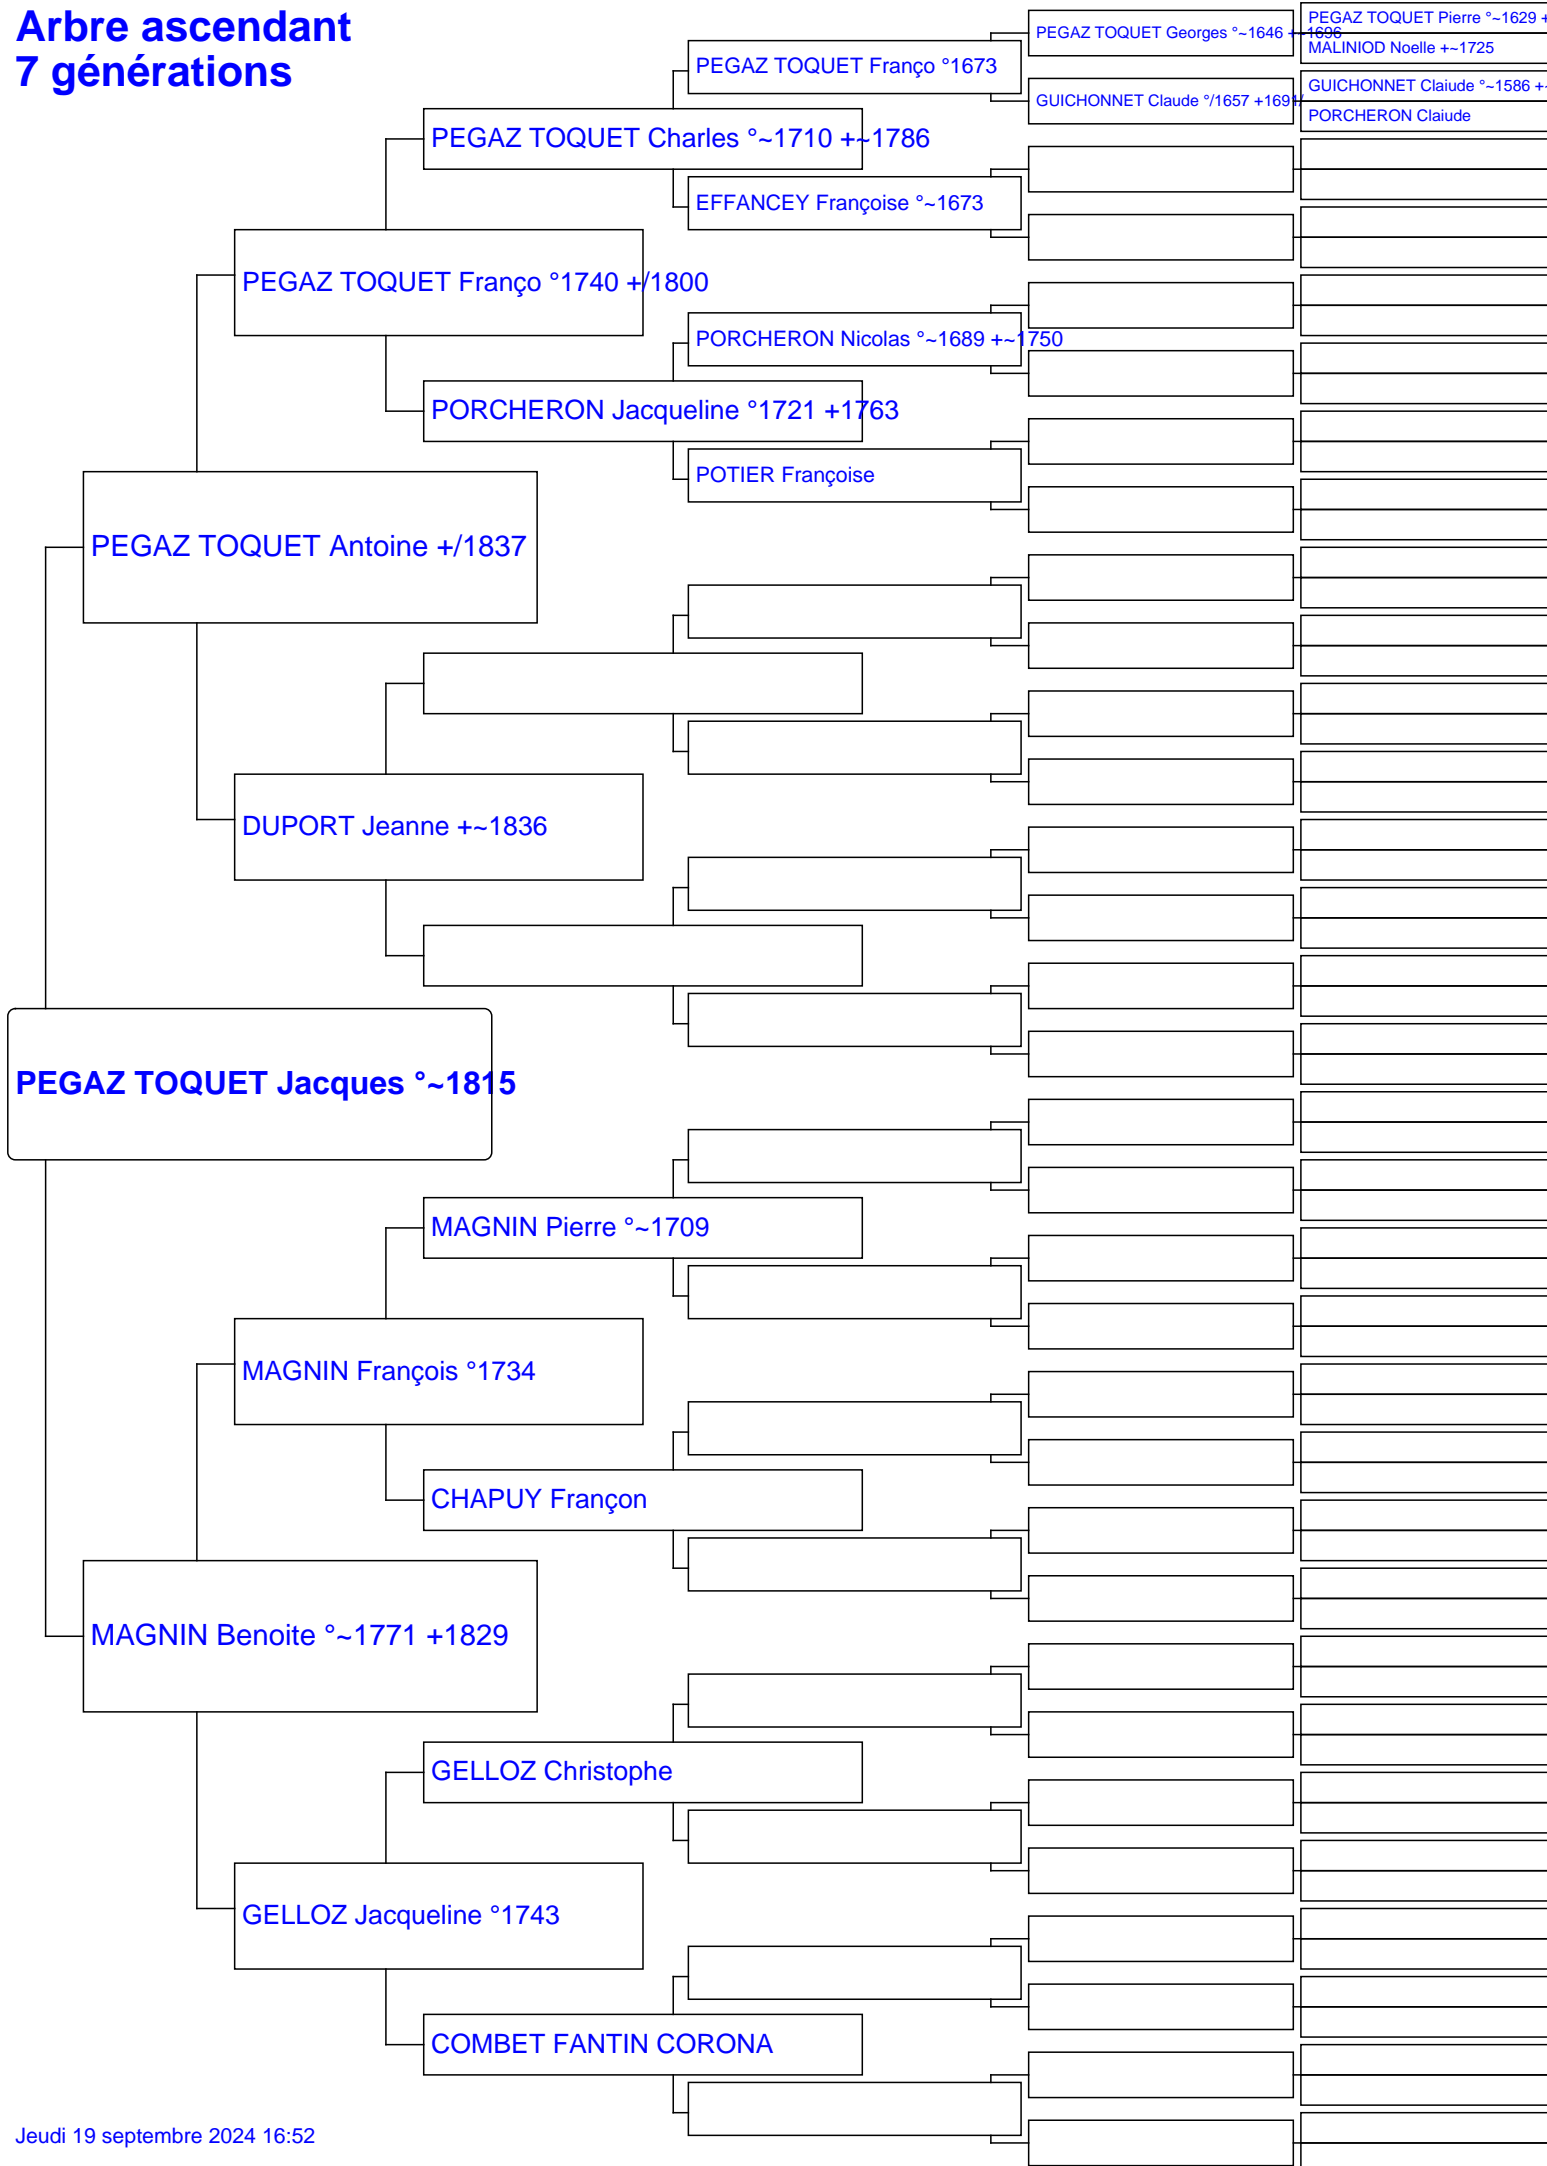 Arbre ascendant
7 générations
PEGAZ TOQUET Georges °~1646 +~1696
PEGAZ TOQUET Pierre °~1629 +
MALINIOD Noelle +~1725
PEGAZ TOQUET Franço °1673
GUICHONNET Claude °/1657 +1691/
GUICHONNET Claiude °~1586 +~
PORCHERON Claiude
PEGAZ TOQUET Charles °~1710 +~1786
EFFANCEY Françoise °~1673
PEGAZ TOQUET Franço °1740 +/1800
PORCHERON Nicolas °~1689 +~1750
PORCHERON Jacqueline °1721 +1763
POTIER Françoise
PEGAZ TOQUET Antoine +/1837
DUPORT Jeanne +~1836
PEGAZ TOQUET Jacques °~1815
MAGNIN Pierre °~1709
MAGNIN François °1734
CHAPUY Françon
MAGNIN Benoite °~1771 +1829
GELLOZ Christophe
GELLOZ Jacqueline °1743
COMBET FANTIN CORONA
Jeudi 19 septembre 2024 16:52